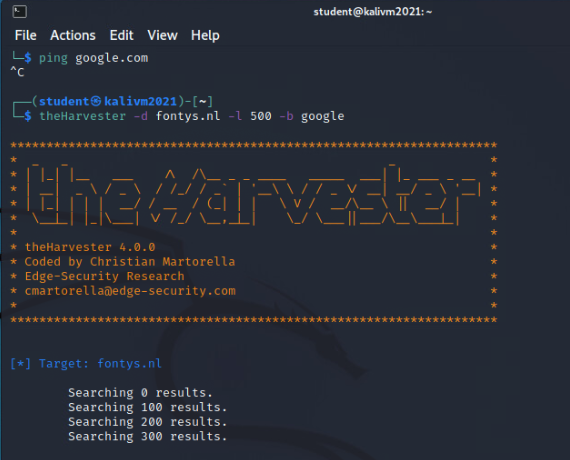 student@kalivm2021:~
File Actions Edit View Help
└─$ ping google.com
^C
┌──(student㉿kalivm2021)-[~]
└─$ theHarvester -d fontys.nl -l 500 -b google
*******************************************************************
theHarvester
* theHarvester 4.0.0 *
* Coded by Christian Martorella *
* Edge-Security Research *
* cmartorella@edge-security.com *
* *
*******************************************************************
[*] Target: fontys.nl
Searching 0 results.
Searching 100 results.
Searching 200 results.
Searching 300 results.